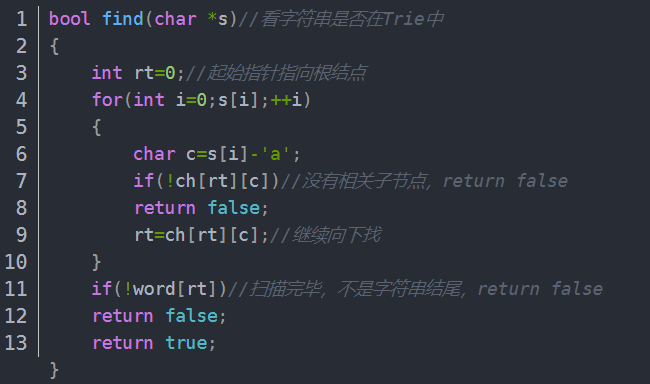 1 bool find(char *s)//看字符串是否在Trie中
2 {
3     int rt=0;//起始指针指向根结点
4     for(int i=0;s[i];++i)
5     {
6         char c=s[i]-'a';
7         if(!ch[rt][c])//没有相关子节点，return false
8         return false;
9         rt=ch[rt][c];//继续向下找
10     }
11     if(!word[rt])//扫描完毕，不是字符串结尾，return false
12     return false;
13     return true;
}